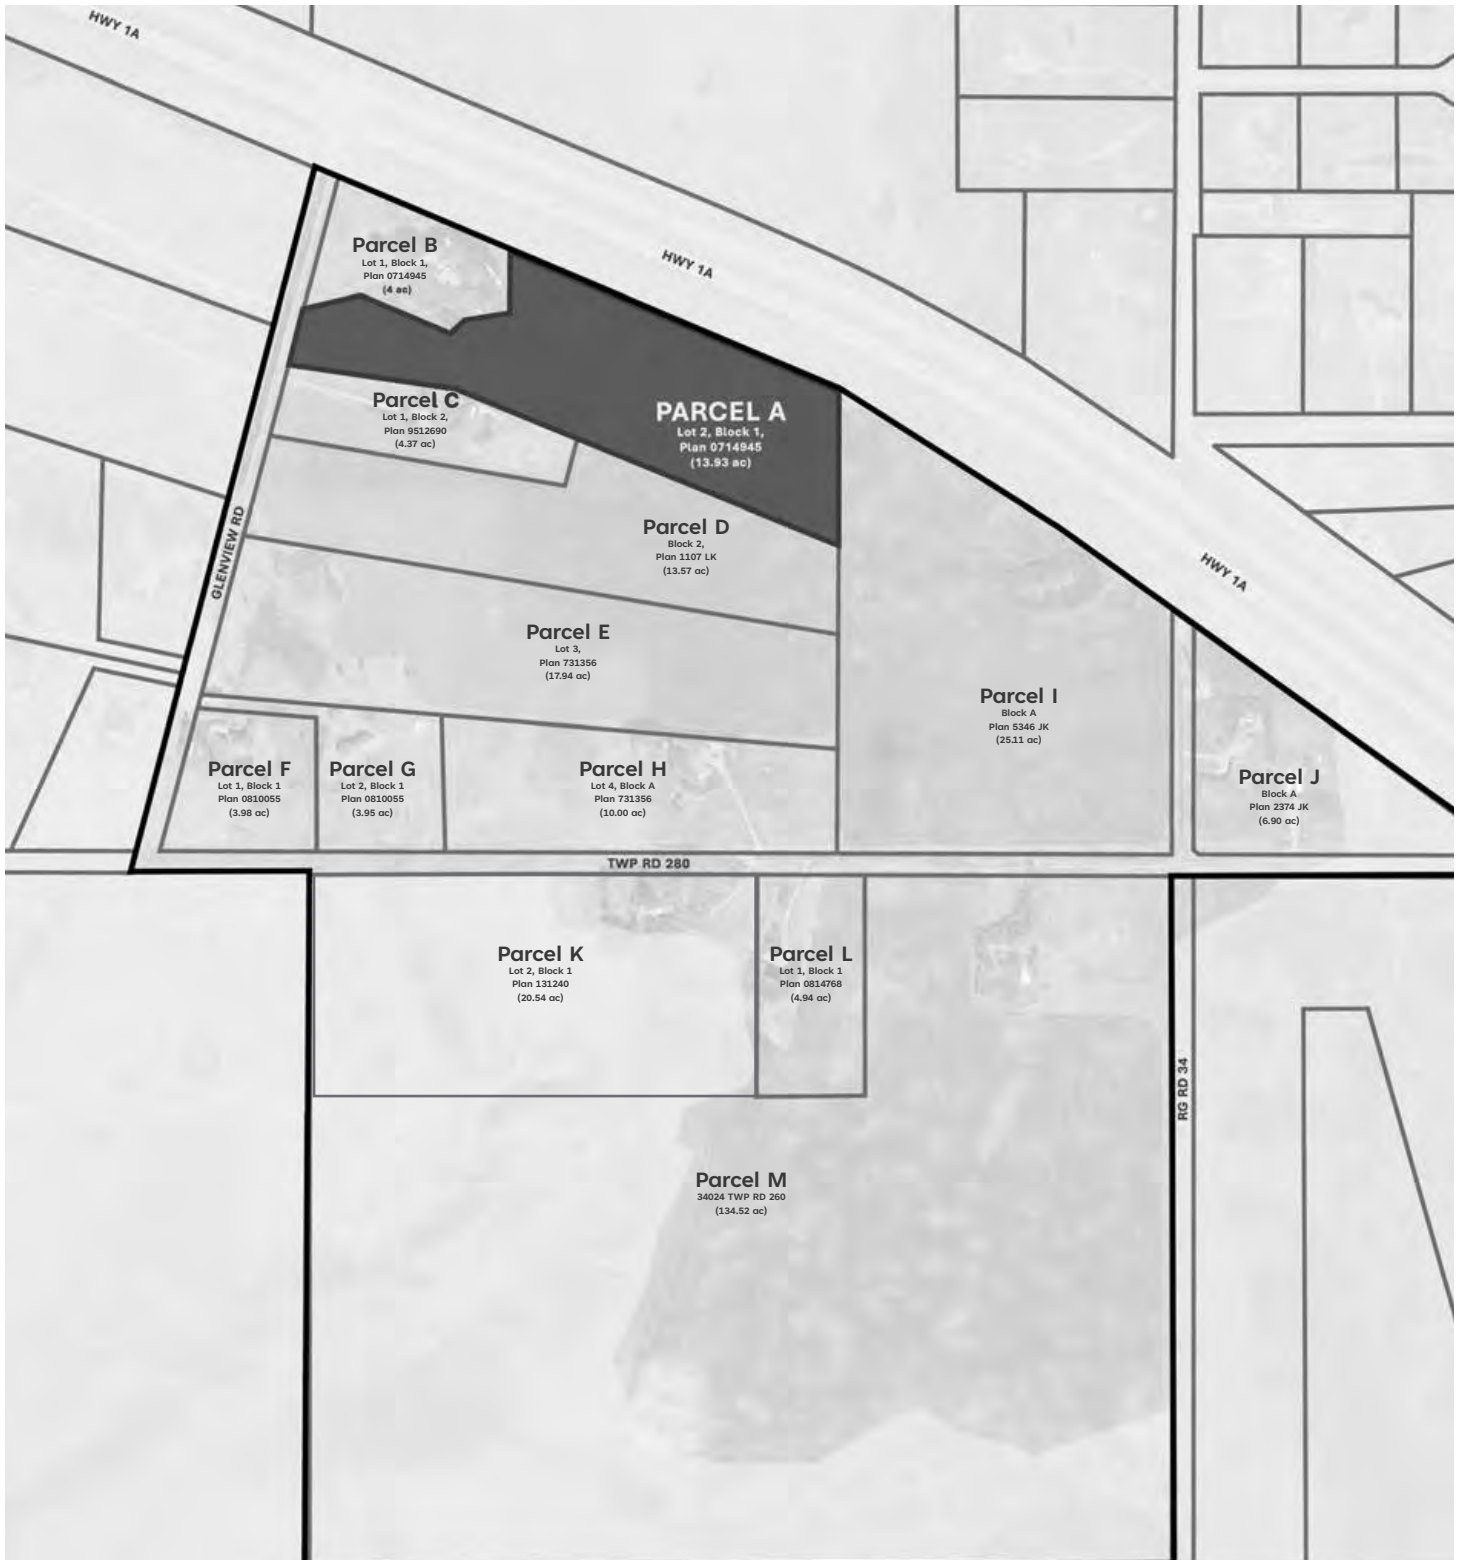 HWY 1A
Parcel B
Lot 1, Block 1,
Plan 0714945
(4 ac)
HWY 1A
PARCEL A
Lot 2, Block 1,
Plan 0714945
(13.93 ac)
Parcel C
Lot 1, Block 2,
Plan 9512690
(4.37 ac)
Parcel D
Block 2,
Plan 1107 LK
(13.57 ac)
GLENVIEW RD
HWY 1A
Parcel E
Lot 3,
Plan 731356
(17.94 ac)
Parcel I
Block A
Plan 5346 JK
(25.11 ac)
Parcel F
Lot 1, Block 1
Plan 0810055
(3.98 ac)
Parcel G
Lot 2, Block 1
Plan 0810055
(3.95 ac)
Parcel H
Lot 4, Block A
Plan 731356
(10.00 ac)
Parcel J
Block A
Plan 2374 JK
(6.90 ac)
TWP RD 280
Parcel K
Lot 2, Block 1
Plan 131240
(20.54 ac)
Parcel L
Lot 1, Block 1
Plan 0814768
(4.94 ac)
RG RD 34
Parcel M
34024 TWP RD 260
(134.52 ac)